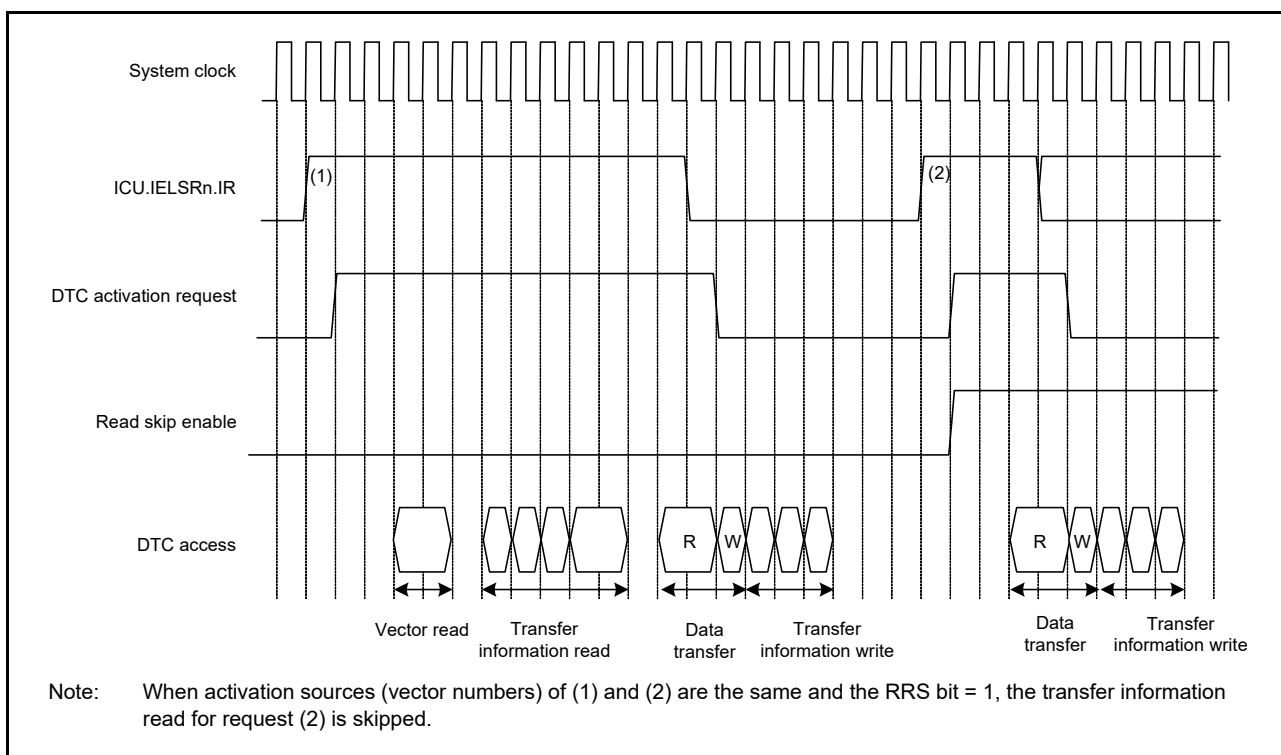 System clock
ICU.IELSRn.IR
(1)
(2)
DTC activation request
Read skip enable
DTC access
R
W
R
W
Vector read
Transfer
information read
Data
transfer
Transfer
information write
Data
transfer
Transfer
information write
Note: When activation sources (vector numbers) of (1) and (2) are the same and the RRS bit = 1, the transfer information
read for request (2) is skipped.